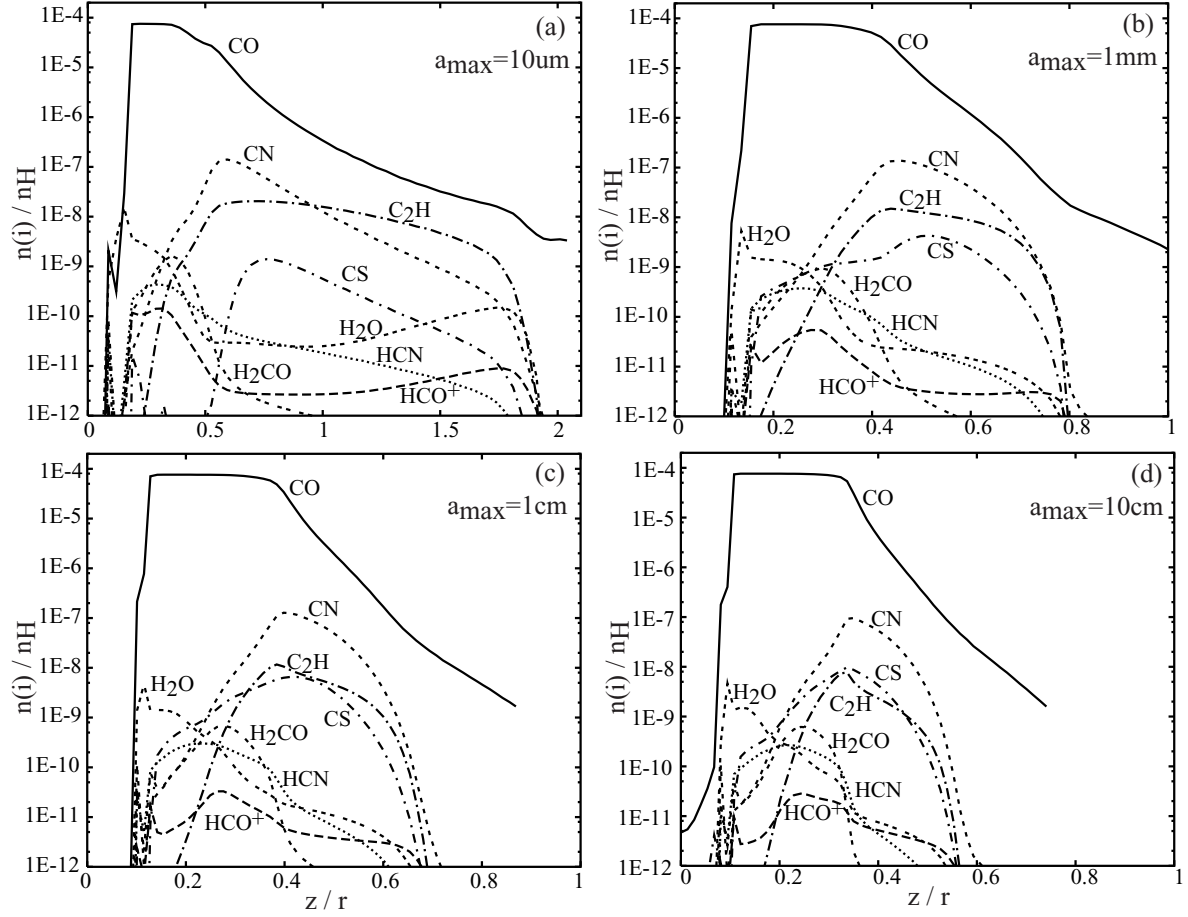 (a)
a_max=10um
n(i) / nH
1E-4
1E-5
1E-6
1E-7
1E-8
1E-9
1E-10
1E-11
1E-12
CO
CN
C2H
CS
H2O
HCN
H2CO
HCO+
0
0.5
1
1.5
2
(b)
a_max=1mm
n(i) / nH
1E-4
1E-5
1E-6
1E-7
1E-8
1E-9
1E-10
1E-11
1E-12
CO
CN
C2H
H2O
CS
H2CO
HCN
HCO+
0
0.2
0.4
0.6
0.8
1
(c)
a_max=1cm
n(i) / nH
1E-4
1E-5
1E-6
1E-7
1E-8
1E-9
1E-10
1E-11
1E-12
CO
CN
C2H
H2O
CS
H2CO
HCN
HCO+
0
0.2
0.4
0.6
0.8
1
z / r
(d)
a_max=10cm
n(i) / nH
1E-4
1E-5
1E-6
1E-7
1E-8
1E-9
1E-10
1E-11
1E-12
CO
CN
CS
H2O
C2H
H2CO
HCN
HCO+
0
0.2
0.4
0.6
0.8
1
z / r